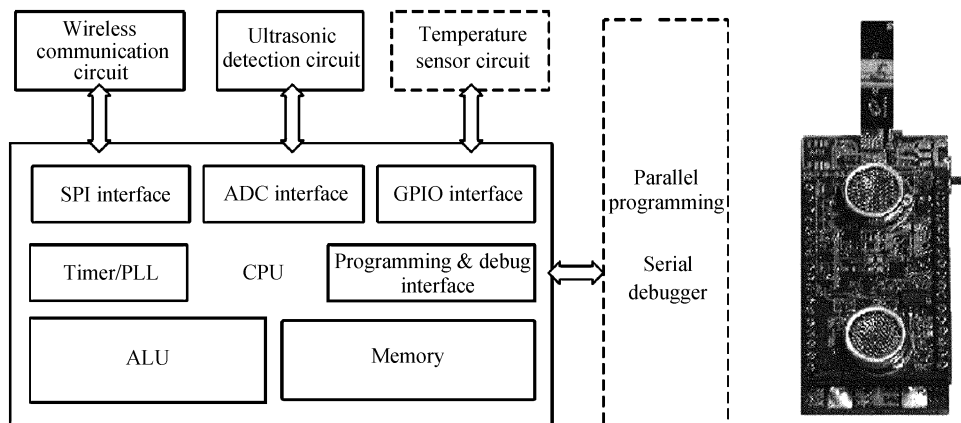 Wireless
communication
circuit
Ultrasonic
detection circuit
Temperature
sensor circuit
SPI interface
ADC interface
GPIO interface
Timer/PLL
CPU
Programming & debug
interface
ALU
Memory
Parallel
programming
Serial
debugger